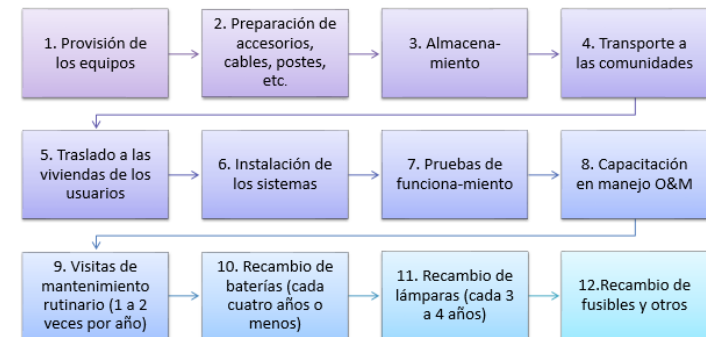 1. Provisión de
los equipos
2. Preparación de
accesorios,
cables, postes,
etc.
3. Almacena-
miento
4. Transporte a
las comunidades
5. Traslado a las
viviendas de los
usuarios
6. Instalación de
los sistemas
7. Pruebas de
funciona-miento
8. Capacitación
en manejo O&M
9. Visitas de
mantenimiento
rutinario (1 a 2
veces por año)
10. Recambio de
baterías (cada
cuatro años o
menos)
11. Recambio de
lámparas (cada 3
a 4 años)
12.Recambio de
fusibles y otros